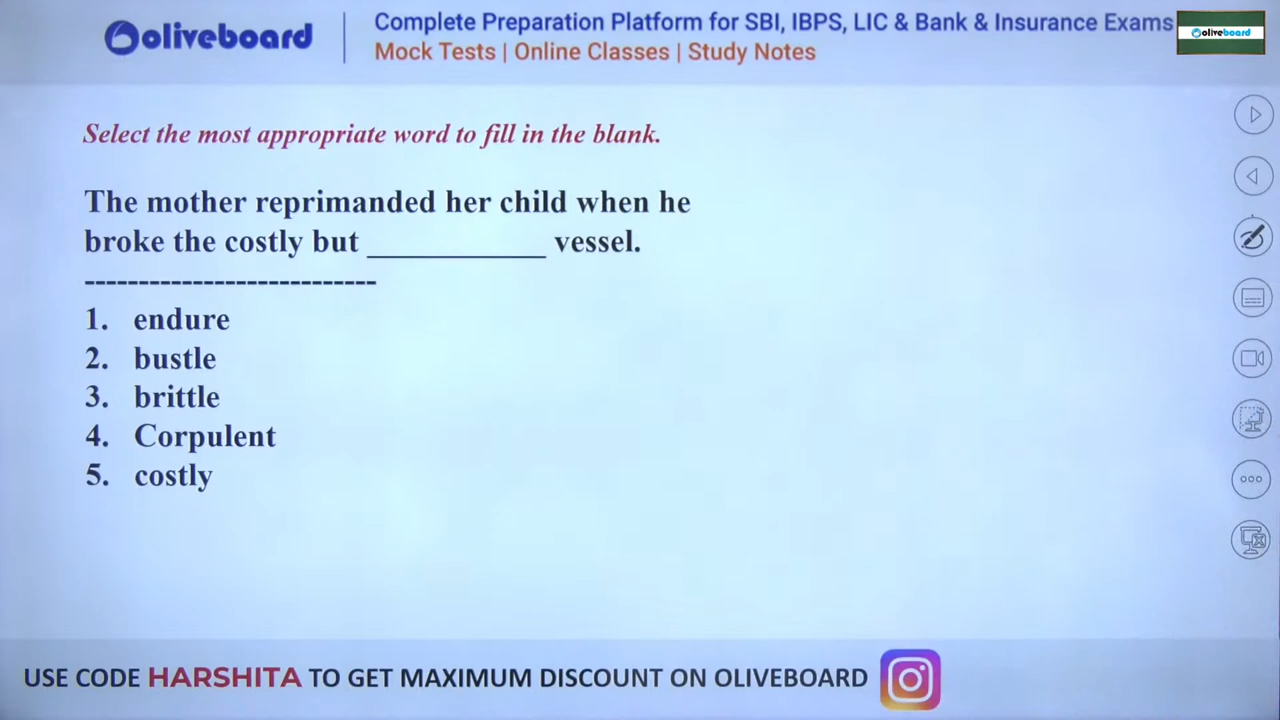 oliveboard
Complete Preparation Platform for SBI, IBPS, LIC & Bank & Insurance Exams
Mock Tests | Online Classes | Study Notes
oliveboard
Select the most appropriate word to fill in the blank.
The mother reprimanded her child when he
broke the costly but ____________ vessel.
---------------------------
1. endure
2. bustle
3. brittle
4. Corpulent
5. costly
USE CODE HARSHITA TO GET MAXIMUM DISCOUNT ON OLIVEBOARD